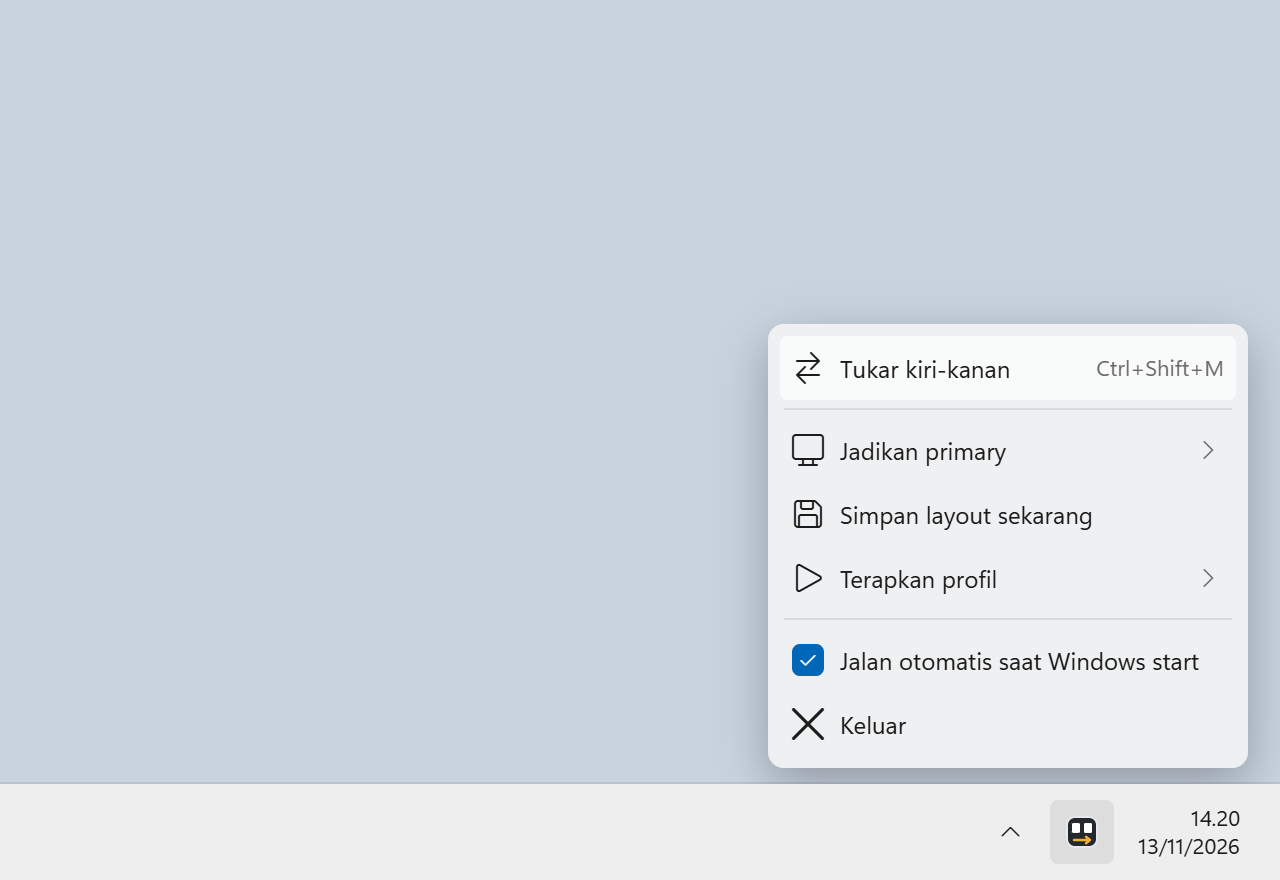 Tukar kiri-kanan Ctrl+Shift+M
Jadikan primary
Simpan layout sekarang
Terapkan profil
Jalan otomatis saat Windows start
Keluar
14.20
13/11/2026